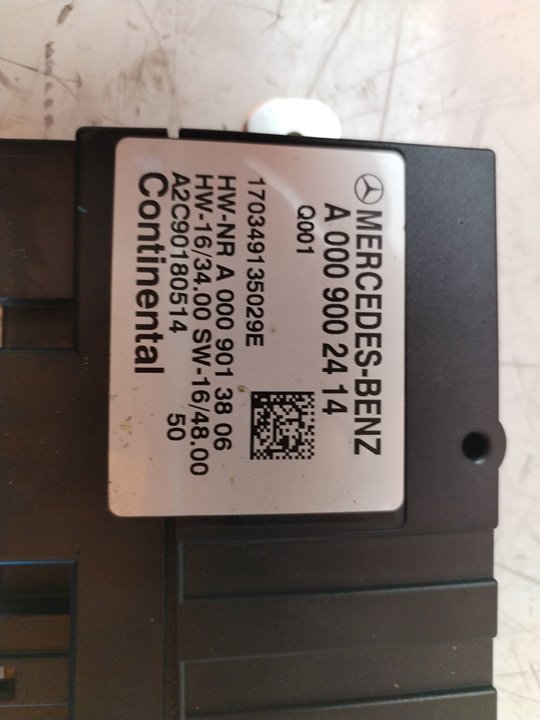 MERCEDES-BENZ
A 000 900 24 14
Q001
170349135029E
HW-NR A 000 901 38 06
HW-16/34.00 SW-16/48.00
A2C90180514 50
Continental